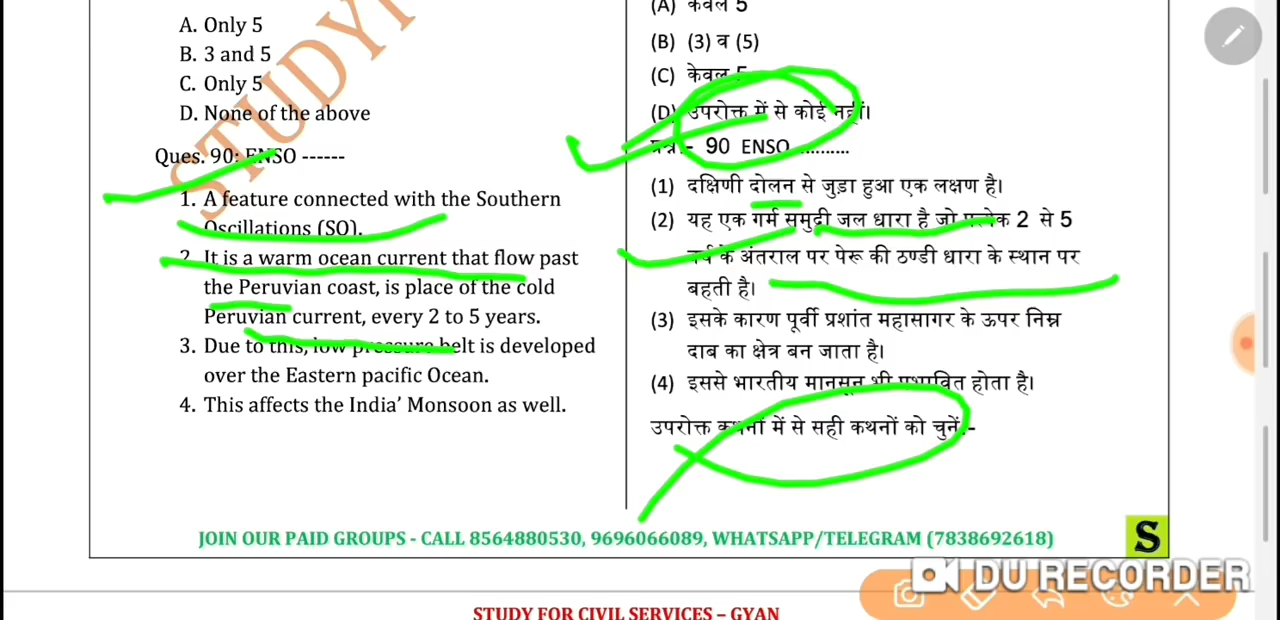 A. Only 5
B. 3 and 5
C. Only 5
D. None of the above
Ques. 90: ENSO ------
1. A feature connected with the Southern
Oscillations (SO).
2. It is a warm ocean current that flow past
the Peruvian coast, is place of the cold
Peruvian current, every 2 to 5 years.
3. Due to this, low pressure belt is developed
over the Eastern pacific Ocean.
4. This affects the India' Monsoon as well.
(A) केवल 5
(B) (3) व (5)
(C) केवल 5
(D) उपरोक्त में से कोई नहीं।
प्रश्न:- 90 ENSO ..........
(1) दक्षिणी दोलन से जुड़ा हुआ एक लक्षण है।
(2) यह एक गर्म समुद्री जल धारा है जो प्रत्येक 2 से 5
वर्ष के अंतराल पर पेरू की ठण्डी धारा के स्थान पर
बहती है।
(3) इसके कारण पूर्वी प्रशांत महासागर के ऊपर निम्न
दाब का क्षेत्र बन जाता है।
(4) इससे भारतीय मानसून भी प्रभावित होता है।
उपरोक्त कथनों में से सही कथनों को चुनें:-
JOIN OUR PAID GROUPS - CALL 8564880530, 9696066089, WHATSAPP/TELEGRAM (7838692618)
S
DU RECORDER
STUDY FOR CIVIL SERVICES – GYAN